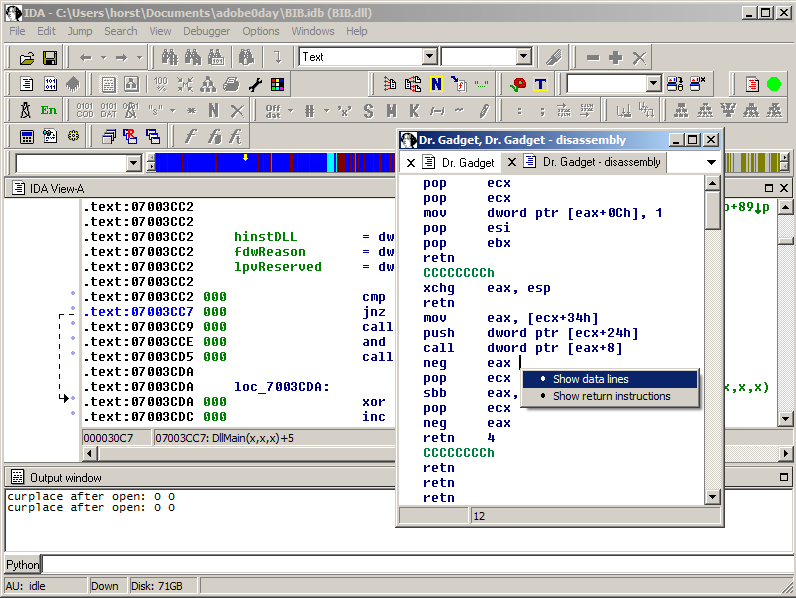 IDA - C:\Users\horst\Documents\adobe0day\BIB.idb (BIB.dll)
File Edit Jump Search View Debugger Options Windows Help
Text
En
Dr. Gadget, Dr. Gadget - disassembly
Dr. Gadget
Dr. Gadget - disassembly
IDA View-A
.text:07003CC2
.text:07003CC2
.text:07003CC2 hinstDLL = dw
.text:07003CC2 fdwReason = dw
.text:07003CC2 lpvReserved = dw
.text:07003CC2
.text:07003CC2 000 cmp
.text:07003CC7 000 jnz
.text:07003CC9 000 call
.text:07003CCE 000 and
.text:07003CD5 000 call
.text:07003CDA
.text:07003CDA loc_7003CDA:
.text:07003CDA 000 xor
.text:07003CDC 000 inc
000030C7 07003CC7: DllMain(x,x,x)+5
pop ecx
pop ecx
mov dword ptr [eax+0Ch], 1
pop esi
pop ebx
retn
CCCCCCCCh
xchg eax, esp
retn
mov eax, [ecx+34h]
push dword ptr [ecx+24h]
call dword ptr [eax+8]
neg eax
pop ecx
sbb eax,
pop ecx
neg eax
retn 4
CCCCCCCCh
retn
retn
retn
12
Show data lines
Show return instructions
+89↓p
x,x,x)
Output window
curplace after open: 0 0
curplace after open: 0 0
Python
AU: idle Down Disk: 71GB